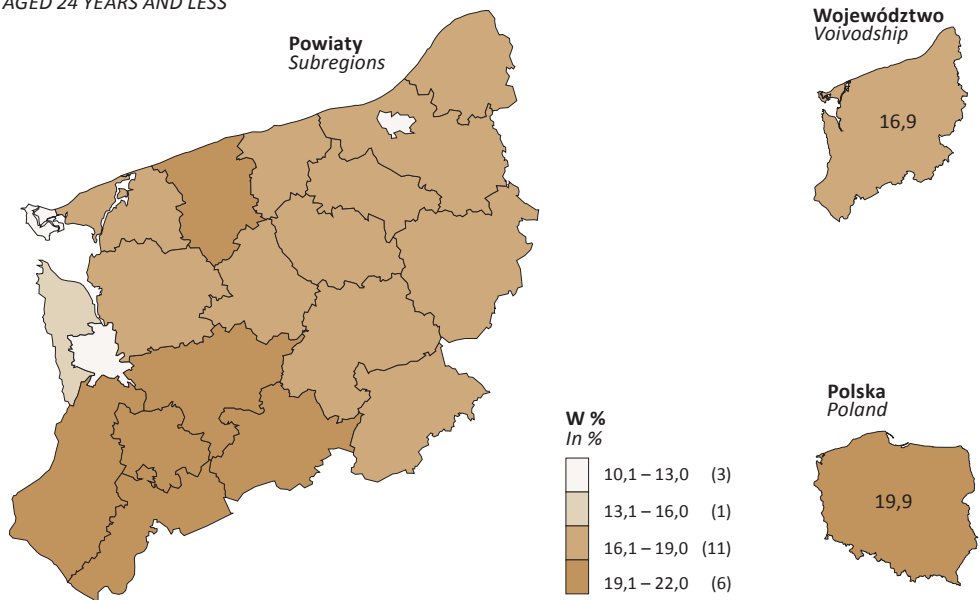 AGED 24 YEARS AND LESS
Powiaty
Subregions
Województwo
Voivodship
16,9
Polska
Poland
19,9
W %
In %
10,1 – 13,0 (3)
13,1 – 16,0 (1)
16,1 – 19,0 (11)
19,1 – 22,0 (6)